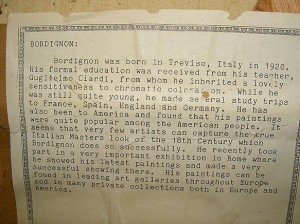 BORDIGNON:
Bordignon was born in Treviso, Italy in 1920.
His formal education was received from his teacher,
Guglielmo Ciardi, from whom he inherited a lovely
sensitiveness to chromatic coloration. While he
was still quite young, he made several study trips
to France, Spain, England and Germany. He has
also been to America and found that his paintings
were quite popular among the American people. It
seems that very few artists can capture the true
Italian Masters look of the 18th Century which
Bordignon does so successfully. He recently took
part in a very important exhibition in Rome where
he showed his latest paintings and made a very
successful showing there. His paintings can be
found in leading art galleries throughout Europe
and in many private collections both in Europe and
America.